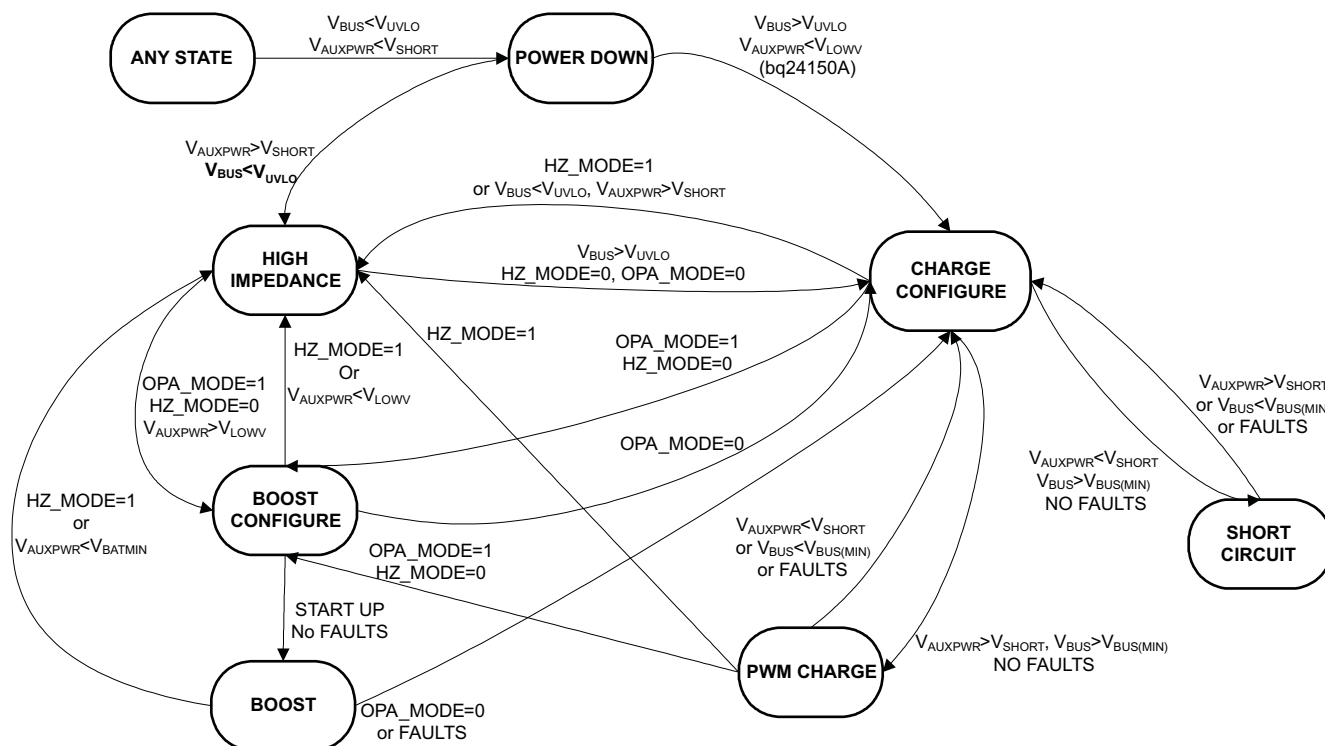 V_BUS<V_UVLO
V_AUXPWR<V_SHORT
ANY STATE
POWER DOWN
V_BUS>V_UVLO
V_AUXPWR<V_LOWV
(bq24150A)
V_AUXPWR>V_SHORT
V_BUS<V_UVLO
HZ_MODE=1
or V_BUS<V_UVLO, V_AUXPWR>V_SHORT
HIGH
IMPEDANCE
V_BUS>V_UVLO
HZ_MODE=0, OPA_MODE=0
CHARGE
CONFIGURE
HZ_MODE=1
Or
V_AUXPWR<V_LOWV
HZ_MODE=1
OPA_MODE=1
HZ_MODE=0
OPA_MODE=1
HZ_MODE=0
V_AUXPWR>V_LOWV
V_AUXPWR>V_SHORT
or V_BUS<V_BUS(MIN)
or FAULTS
OPA_MODE=0
V_AUXPWR<V_SHORT
V_BUS>V_BUS(MIN)
NO FAULTS
HZ_MODE=1
or
V_AUXPWR<V_BATMIN
BOOST
CONFIGURE
SHORT
CIRCUIT
V_AUXPWR<V_SHORT
or V_BUS<V_BUS(MIN)
or FAULTS
OPA_MODE=1
HZ_MODE=0
START UP
No FAULTS
V_AUXPWR>V_SHORT, V_BUS>V_BUS(MIN)
NO FAULTS
PWM CHARGE
BOOST
OPA_MODE=0
or FAULTS